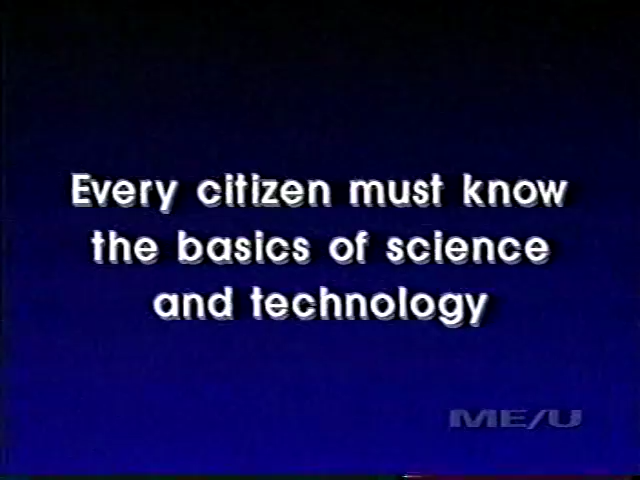 Every citizen must know
the basics of science
and technology
ME/U